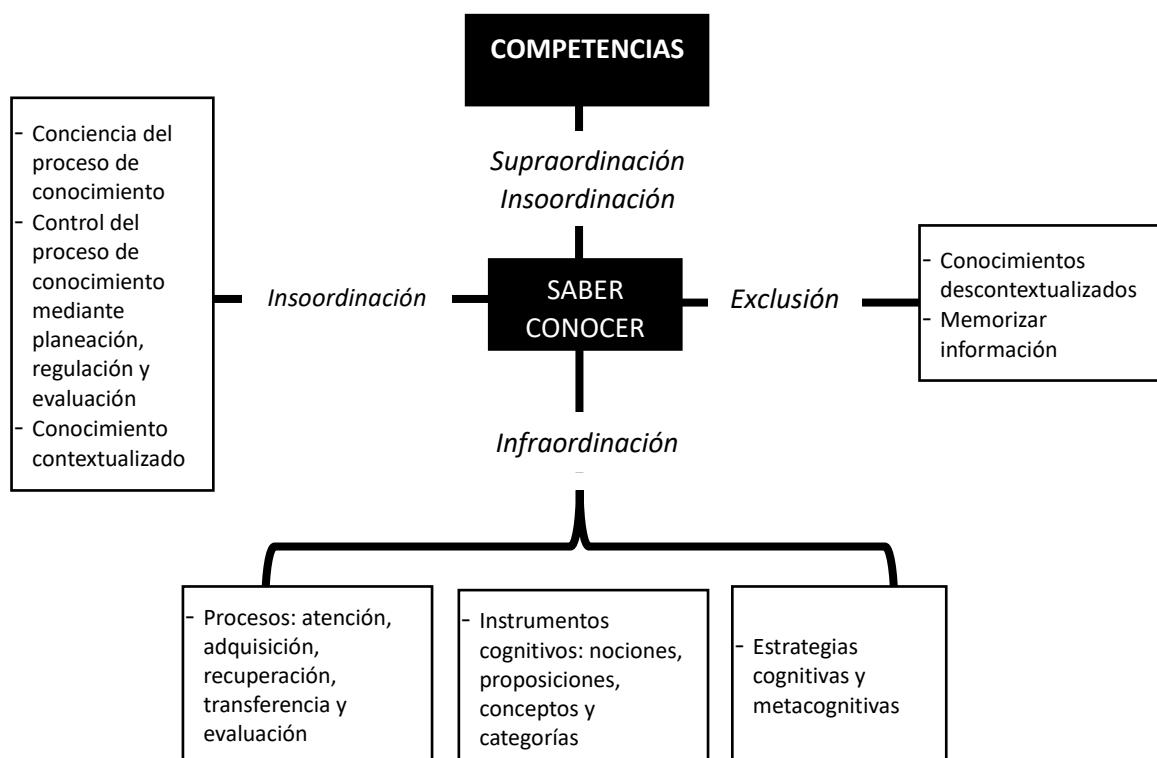 COMPETENCIAS
Supraordinación
Insoordinación
- Conciencia del
proceso de
conocimiento
- Control del
proceso de
conocimiento
mediante
planeación,
regulación y
evaluación
- Conocimiento
contextualizado
Insoordinación
SABER
CONOCER
Exclusión
- Conocimientos
descontextualizados
- Memorizar
información
Infraordinación
- Procesos: atención,
adquisición,
recuperación,
transferencia y
evaluación
- Instrumentos
cognitivos: nociones,
proposiciones,
conceptos y
categorías
- Estrategias
cognitivas y
metacognitivas